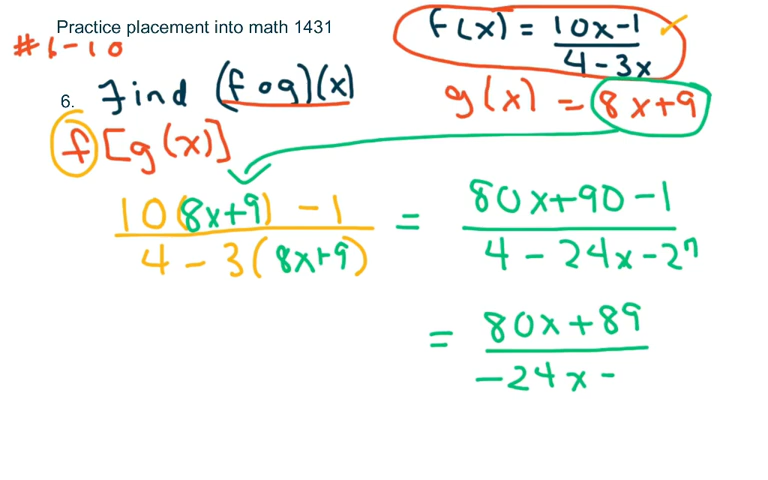 Practice placement into math 1431
#6-10
f(x) = (10x-1)/(4-3x)
6. Find (f∘g)(x)
g(x) = 8x+9
f[g(x)]
(10(8x+9) - 1)/(4 - 3(8x+9)) = (80x+90-1)/(4-24x-27)
= (80x+89)/(-24x -